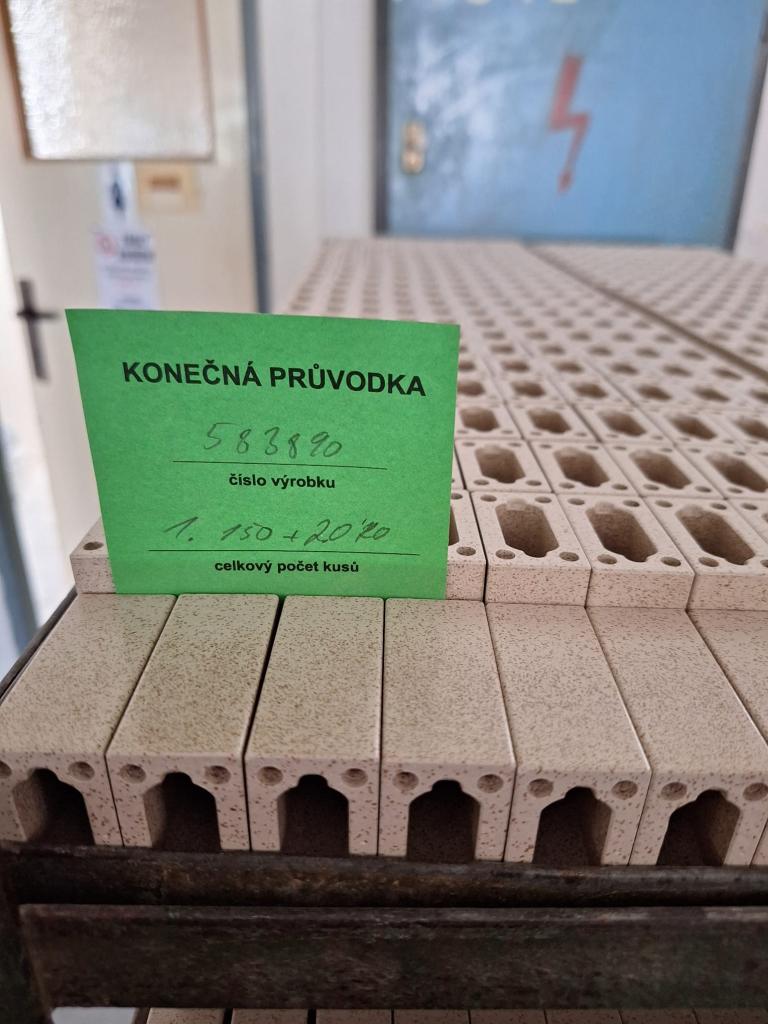 KONEČNÁ PRŮVODKA
583890
číslo výrobku
1. 150 + 20
celkový počet kusů